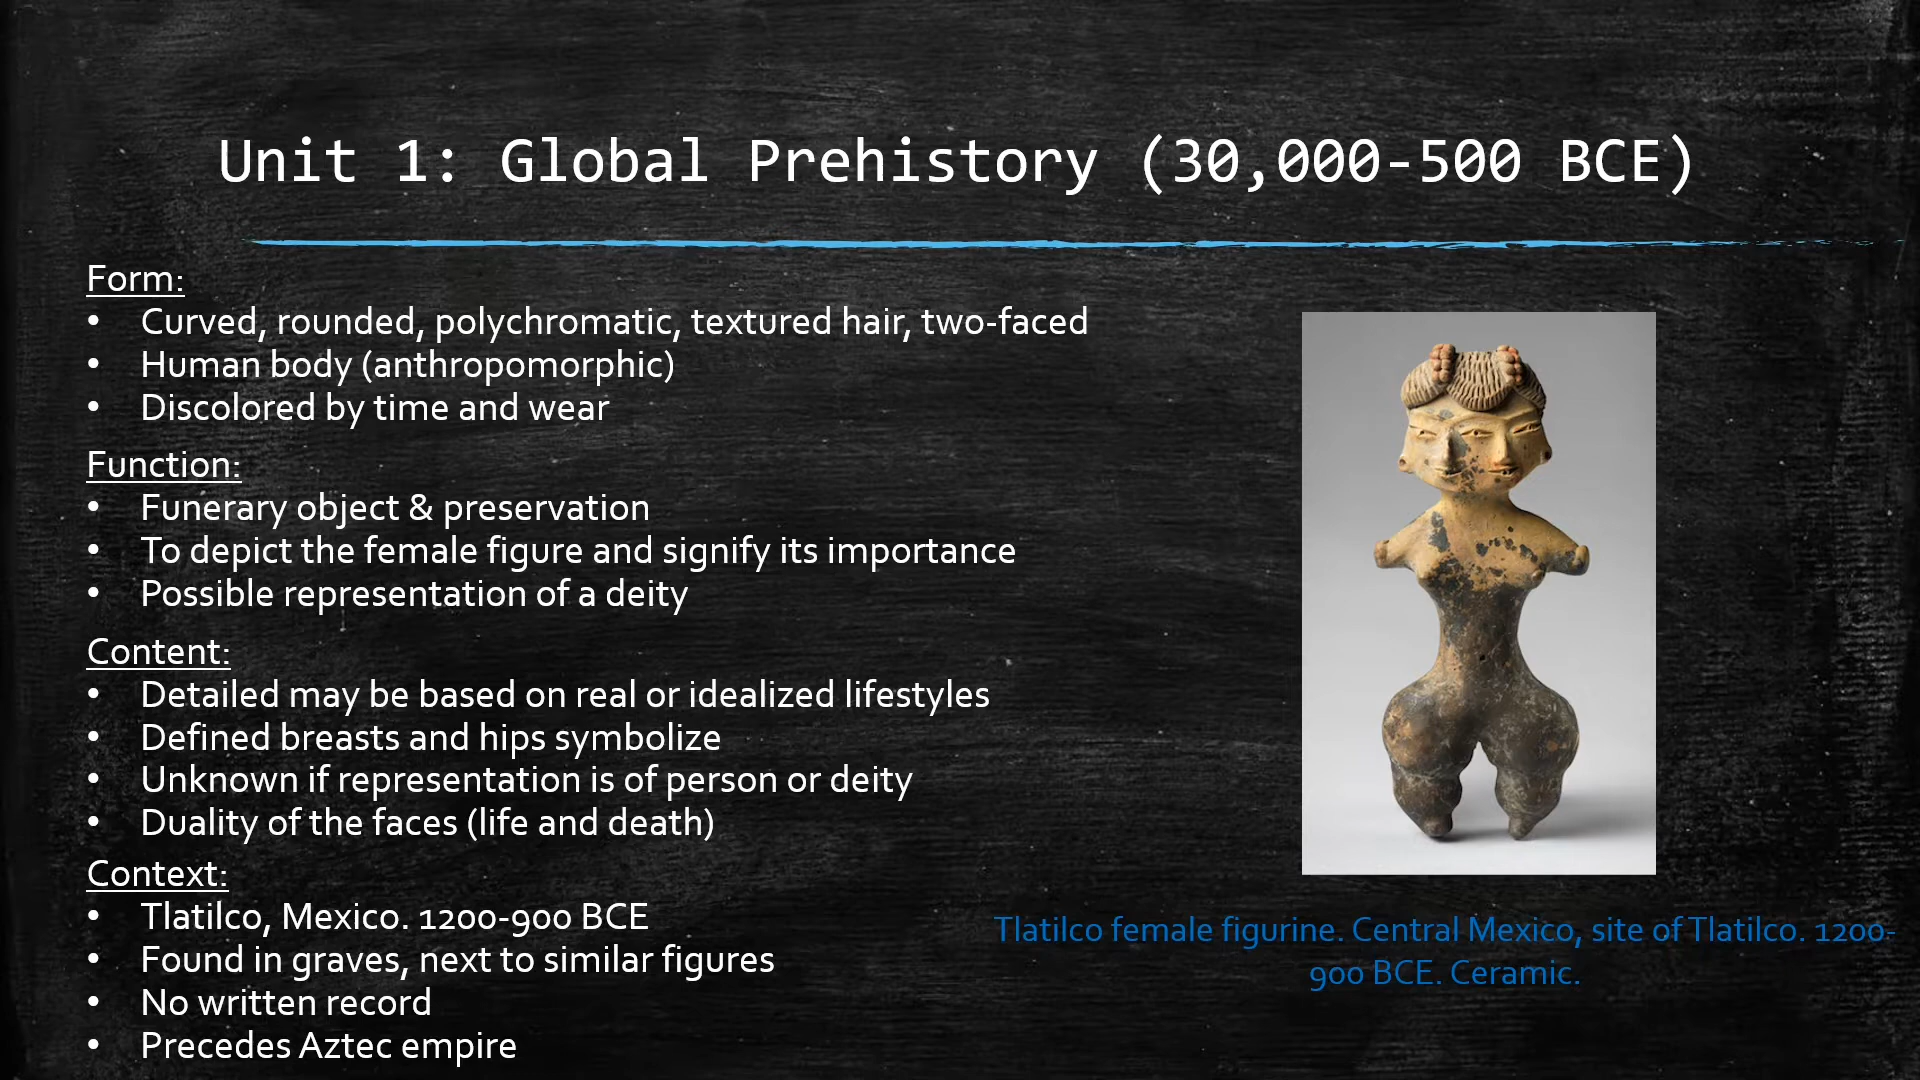 Unit 1: Global Prehistory (30,000-500 BCE)
Form:
• Curved, rounded, polychromatic, textured hair, two-faced
• Human body (anthropomorphic)
• Discolored by time and wear
Function:
• Funerary object & preservation
• To depict the female figure and signify its importance
• Possible representation of a deity
Content:
• Detailed may be based on real or idealized lifestyles
• Defined breasts and hips symbolize
• Unknown if representation is of person or deity
• Duality of the faces (life and death)
Context:
• Tlatilco, Mexico. 1200-900 BCE
• Found in graves, next to similar figures
• No written record
• Precedes Aztec empire
Tlatilco female figurine. Central Mexico, site of Tlatilco. 1200-
900 BCE. Ceramic.